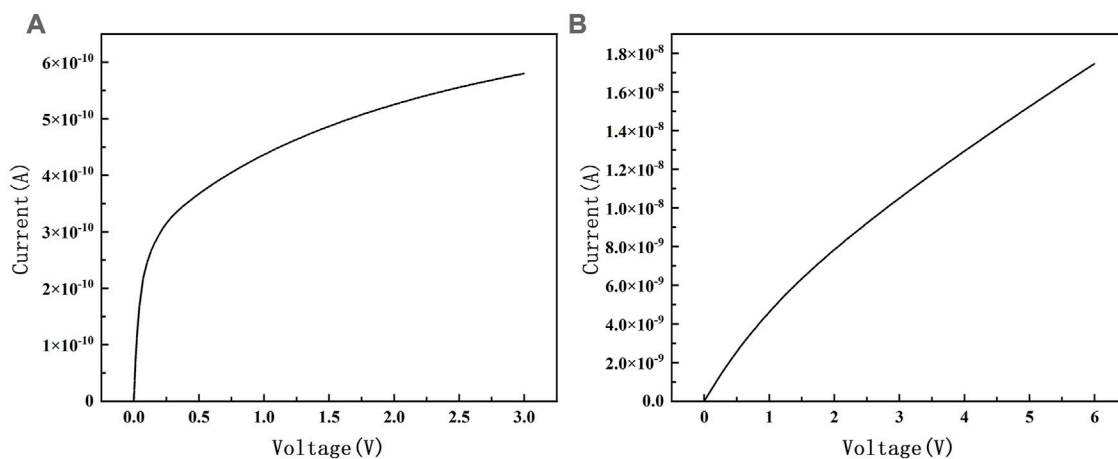 A
6×10⁻¹⁰
5×10⁻¹⁰
4×10⁻¹⁰
3×10⁻¹⁰
2×10⁻¹⁰
1×10⁻¹⁰
0
Current(A)
0.0 0.5 1.0 1.5 2.0 2.5 3.0
Voltage(V)
B
1.8×10⁻⁸
1.6×10⁻⁸
1.4×10⁻⁸
1.2×10⁻⁸
1.0×10⁻⁸
8.0×10⁻⁹
6.0×10⁻⁹
4.0×10⁻⁹
2.0×10⁻⁹
0.0
Current(A)
0 1 2 3 4 5 6
Voltage(V)